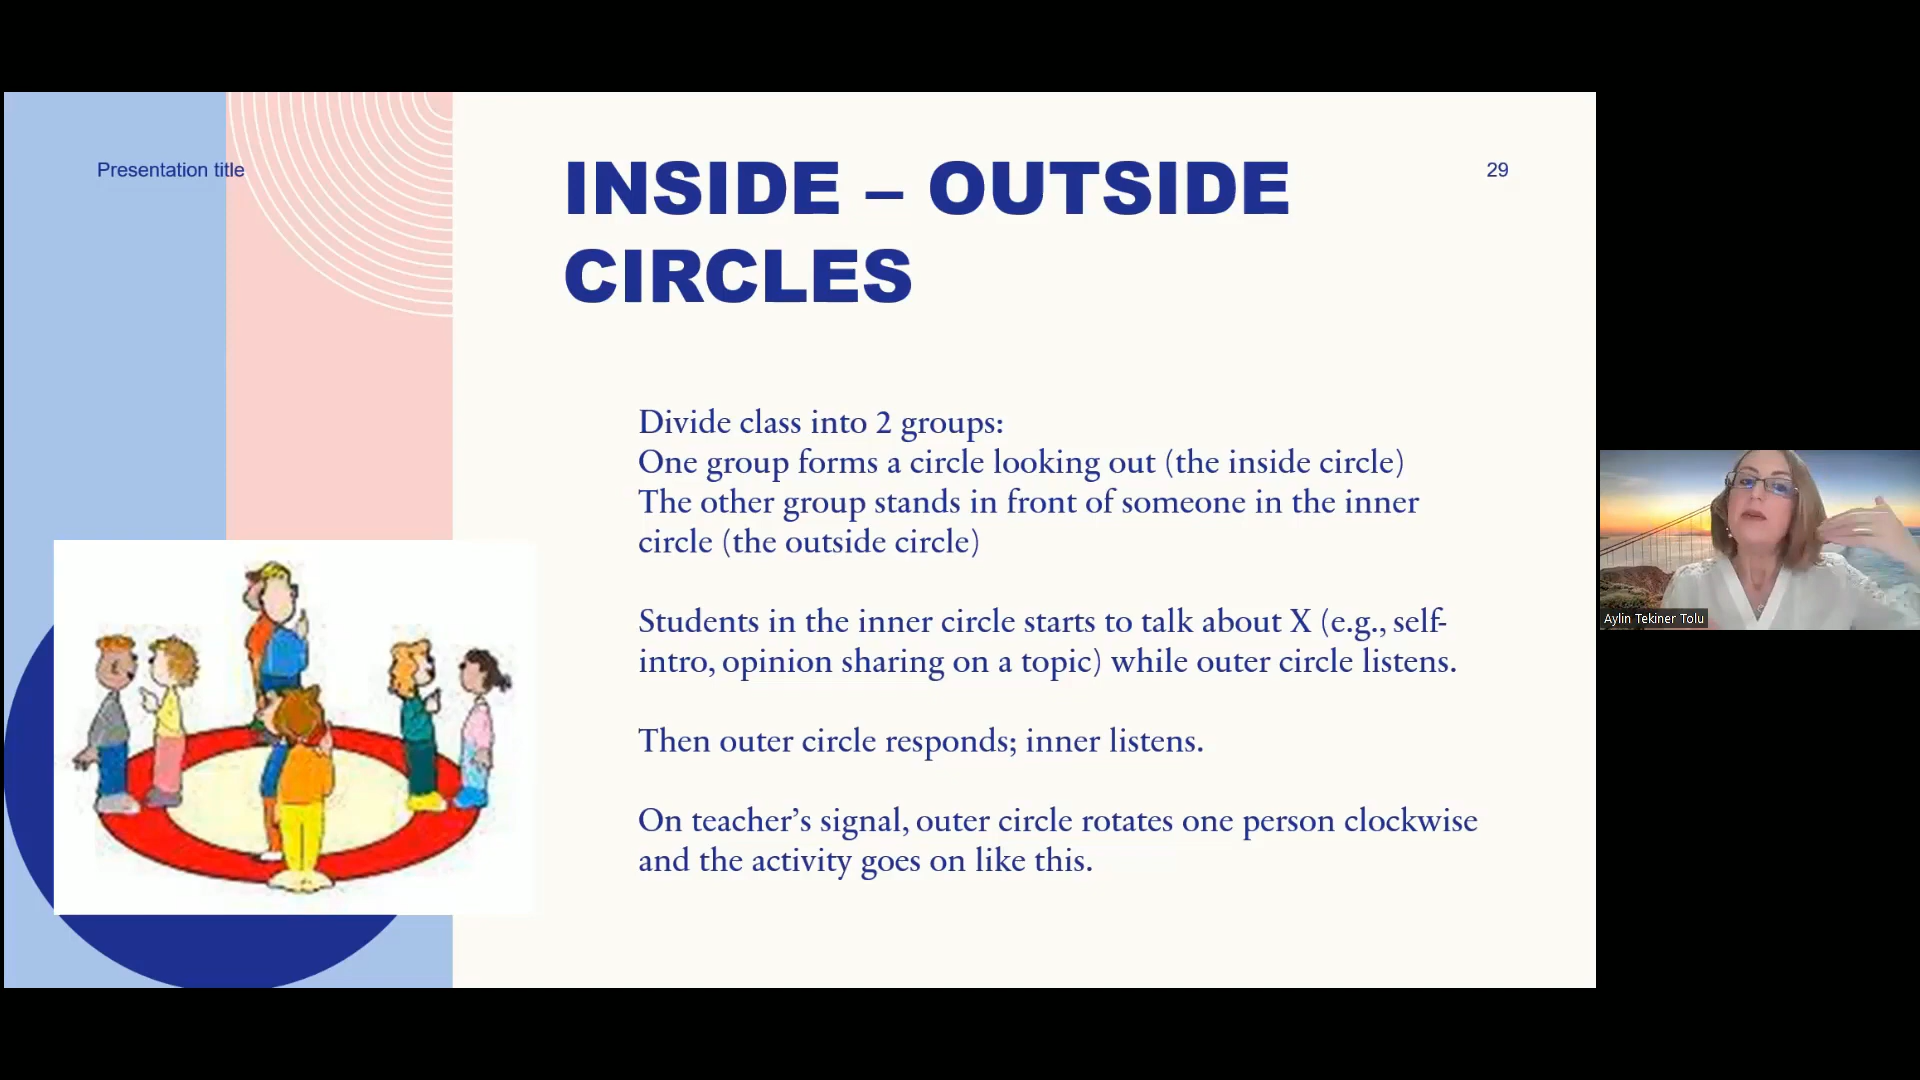 Presentation title
INSIDE – OUTSIDE
CIRCLES
29
Divide class into 2 groups:
One group forms a circle looking out (the inside circle)
The other group stands in front of someone in the inner
circle (the outside circle)
Students in the inner circle starts to talk about X (e.g., self-
intro, opinion sharing on a topic) while outer circle listens.
Then outer circle responds; inner listens.
On teacher’s signal, outer circle rotates one person clockwise
and the activity goes on like this.
Aylin Tekiner Tolu